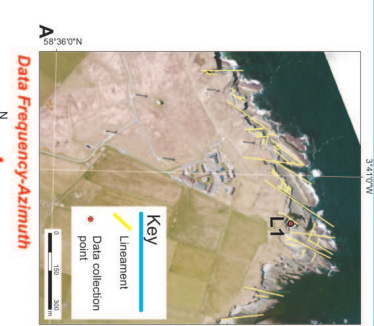 A
58°36'0"N
3°41'0"W
L1
Key
Lineament
Data collection
point
0 150 300
m
Data Frequency-Azimuth
N